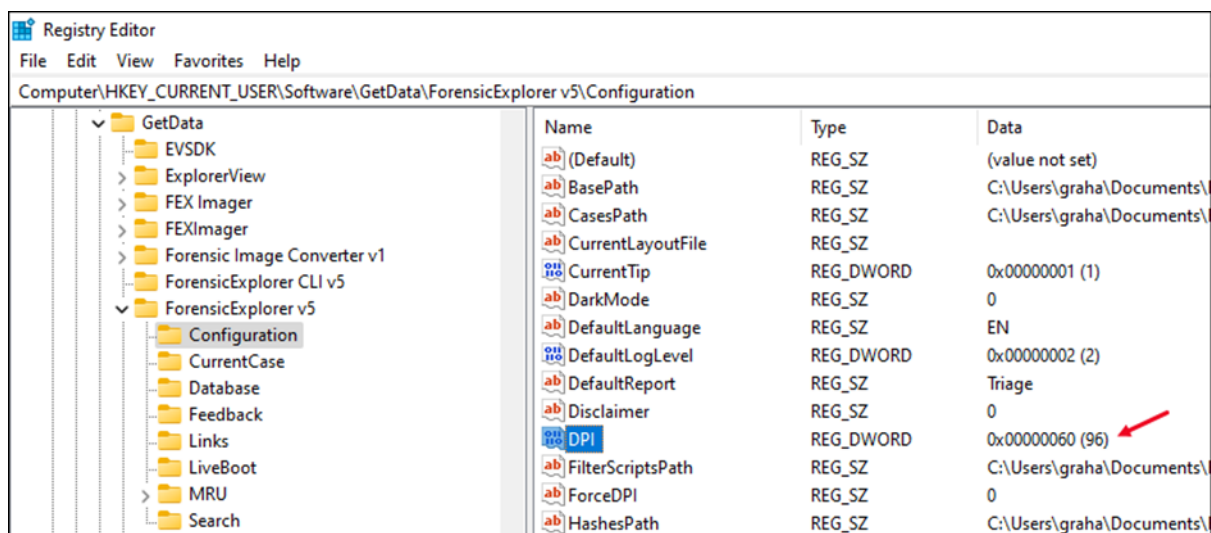 Registry Editor
File Edit View Favorites Help
Computer\HKEY_CURRENT_USER\Software\GetData\ForensicExplorer v5\Configuration
GetData
EVSDK
ExplorerView
FEX Imager
FEXImager
Forensic Image Converter v1
ForensicExplorer CLI v5
ForensicExplorer v5
Configuration
CurrentCase
Database
Feedback
Links
LiveBoot
MRU
Search
Name Type Data
(Default) REG_SZ (value not set)
BasePath REG_SZ C:\Users\graha\Documents\
CasesPath REG_SZ C:\Users\graha\Documents\
CurrentLayoutFile REG_SZ
CurrentTip REG_DWORD 0x00000001 (1)
DarkMode REG_SZ 0
DefaultLanguage REG_SZ EN
DefaultLogLevel REG_DWORD 0x00000002 (2)
DefaultReport REG_SZ Triage
Disclaimer REG_SZ 0
DPI REG_DWORD 0x00000060 (96)
FilterScriptsPath REG_SZ C:\Users\graha\Documents\
ForceDPI REG_SZ 0
HashesPath REG_SZ C:\Users\graha\Documents\